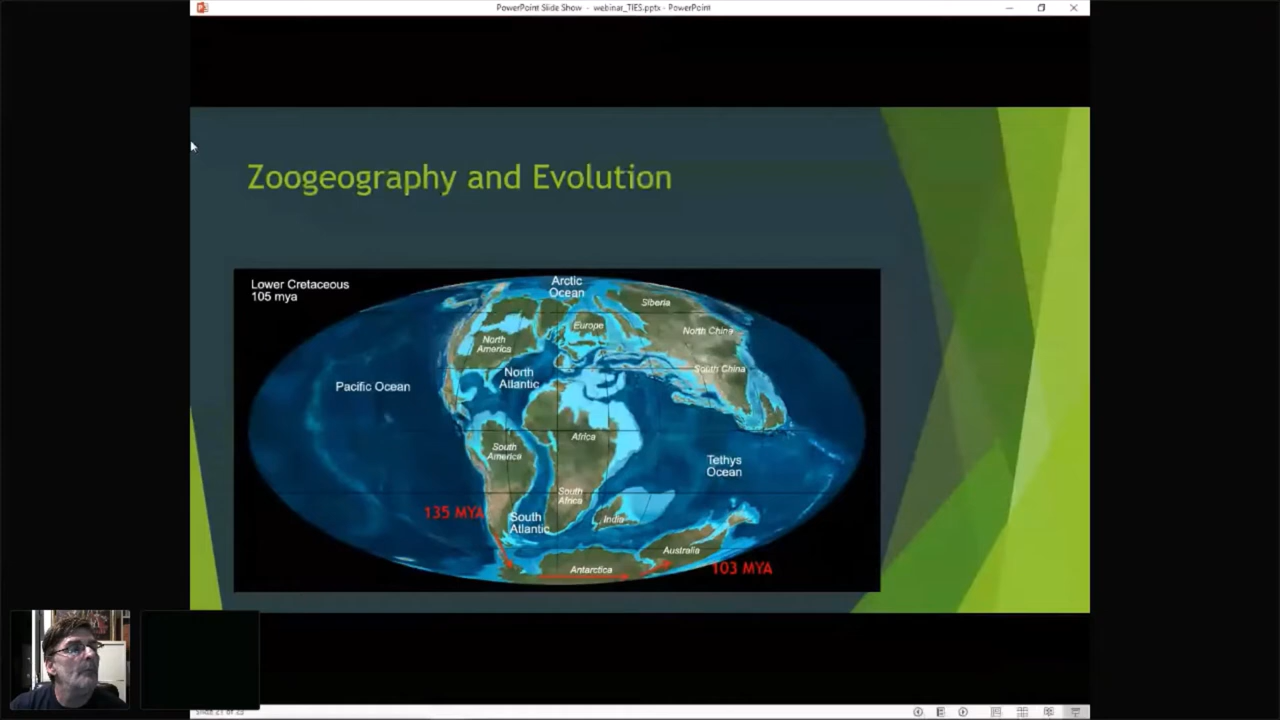 PowerPoint Slide Show - webinar_TIES.pptx - PowerPoint
Zoogeography and Evolution
Lower Cretaceous
105 mya
Arctic
Ocean
Siberia
Europe
North China
North
America
South China
North
Atlantic
Pacific Ocean
Africa
South
America
Tethys
Ocean
South
Africa
135 MYA
South
Atlantic
India
Australia
Antarctica
103 MYA